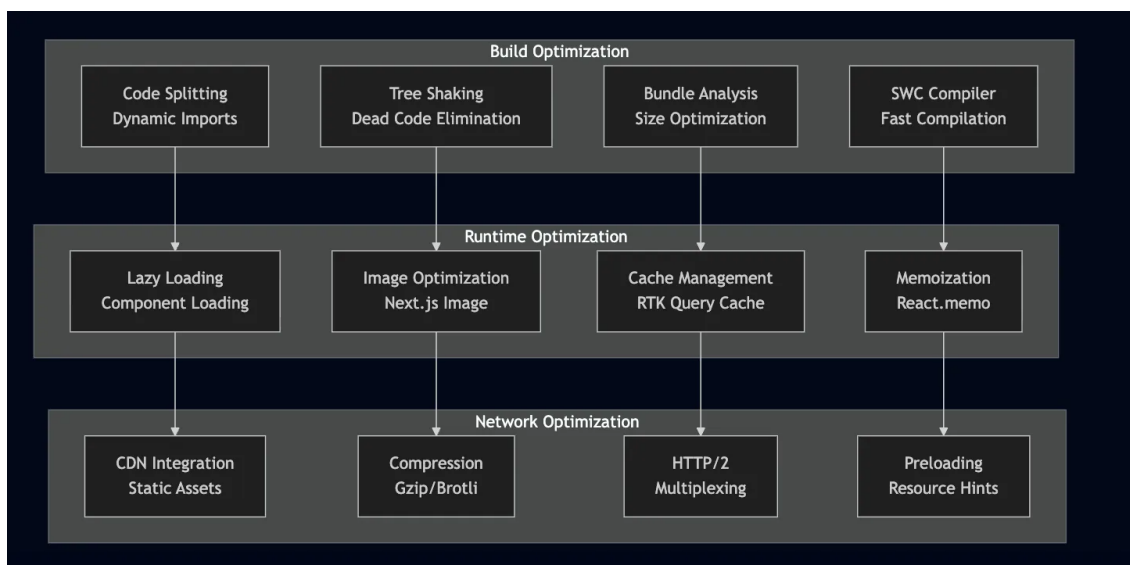 Build Optimization
Code Splitting
Dynamic Imports
Tree Shaking
Dead Code Elimination
Bundle Analysis
Size Optimization
SWC Compiler
Fast Compilation
Runtime Optimization
Lazy Loading
Component Loading
Image Optimization
Next.js Image
Cache Management
RTK Query Cache
Memoization
React.memo
Network Optimization
CDN Integration
Static Assets
Compression
Gzip/Brotli
HTTP/2
Multiplexing
Preloading
Resource Hints